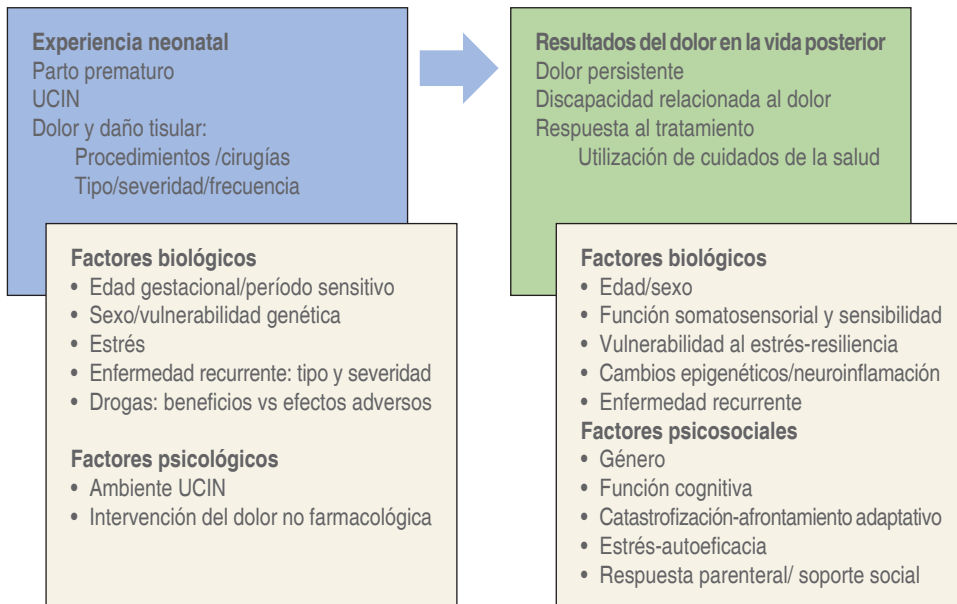 Experiencia neonatal
Parto prematuro
UCIN
Dolor y daño tisular:
Procedimientos /cirugías
Tipo/severidad/frecuencia
Factores biológicos
• Edad gestacional/período sensitivo
• Sexo/vulnerabilidad genética
• Estrés
• Enfermedad recurrente: tipo y severidad
• Drogas: beneficios vs efectos adversos
Factores psicológicos
• Ambiente UCIN
• Intervención del dolor no farmacológica
Resultados del dolor en la vida posterior
Dolor persistente
Discapacidad relacionada al dolor
Respuesta al tratamiento
Utilización de cuidados de la salud
Factores biológicos
• Edad/sexo
• Función somatosensorial y sensibilidad
• Vulnerabilidad al estrés-resiliencia
• Cambios epigenéticos/neuroinflamación
• Enfermedad recurrente
Factores psicosociales
• Género
• Función cognitiva
• Catastrofización-afrontamiento adaptativo
• Estrés-autoeficacia
• Respuesta parenteral/ soporte social